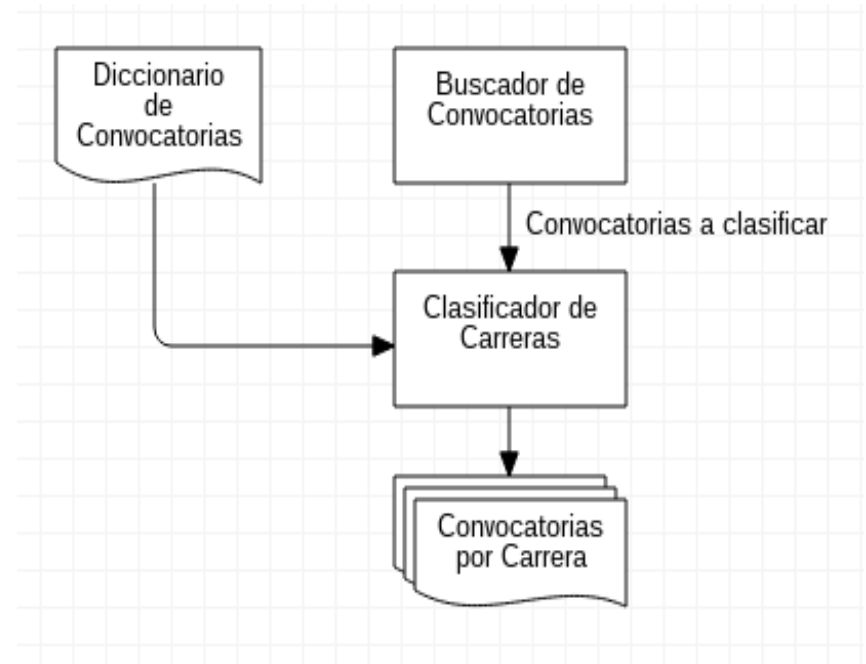 Diccionario
de
Convocatorias
Buscador de
Convocatorias
Convocatorias a clasificar
Clasificador de
Carreras
Convocatorias
por Carrera